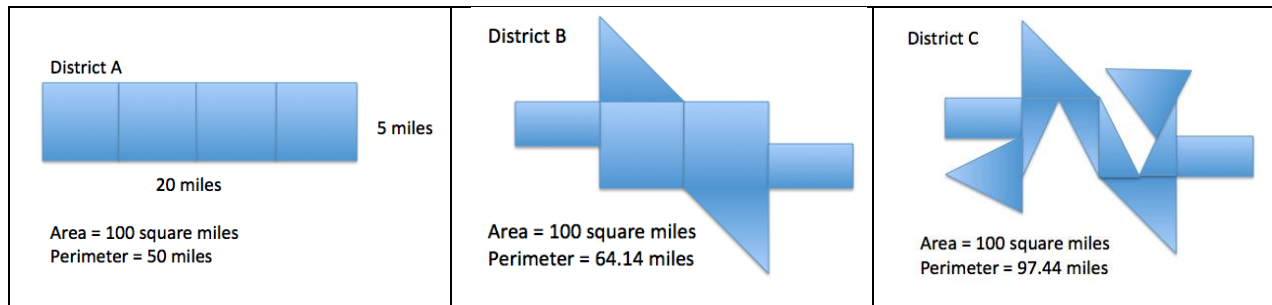 District A
5 miles
20 miles
Area = 100 square miles
Perimeter = 50 miles
District B
Area = 100 square miles
Perimeter = 64.14 miles
District C
Area = 100 square miles
Perimeter = 97.44 miles